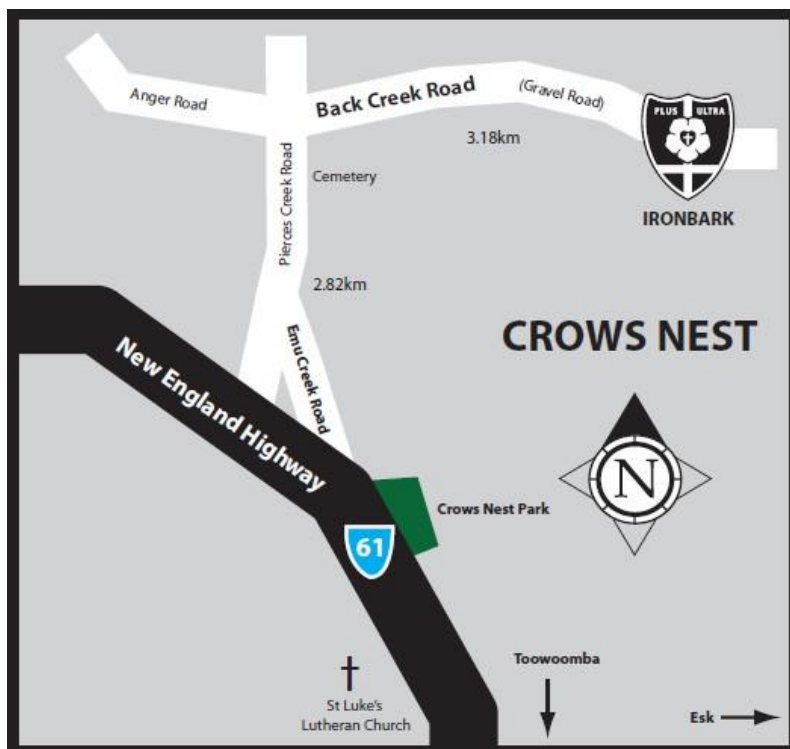 Anger Road
Back Creek Road
(Gravel Road)
PLUS ULTRA
3.18km
Pierces Creek Road
Cemetery
IRONBARK
2.82km
CROWS NEST
New England Highway
Emu Creek Road
N
Crows Nest Park
61
Toowoomba
St Luke's
Lutheran Church
Esk